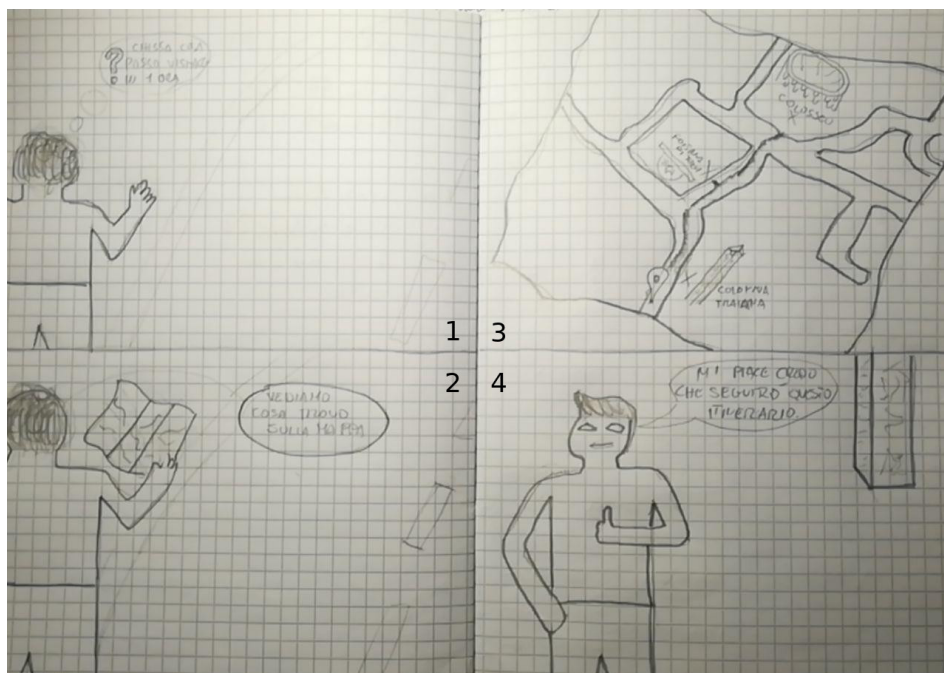 CHISSÀ COSA
POSSO VISITARE
IN 1 ORA
1
2
VEDIAMO
COSA TROVO
SULLA MAPPA
3
COLOSSEO
X
X
X
COLONNA
TRAIANA
4
MI PIACE CREDO
CHE SEGUIRO QUESTO
ITINERARIO